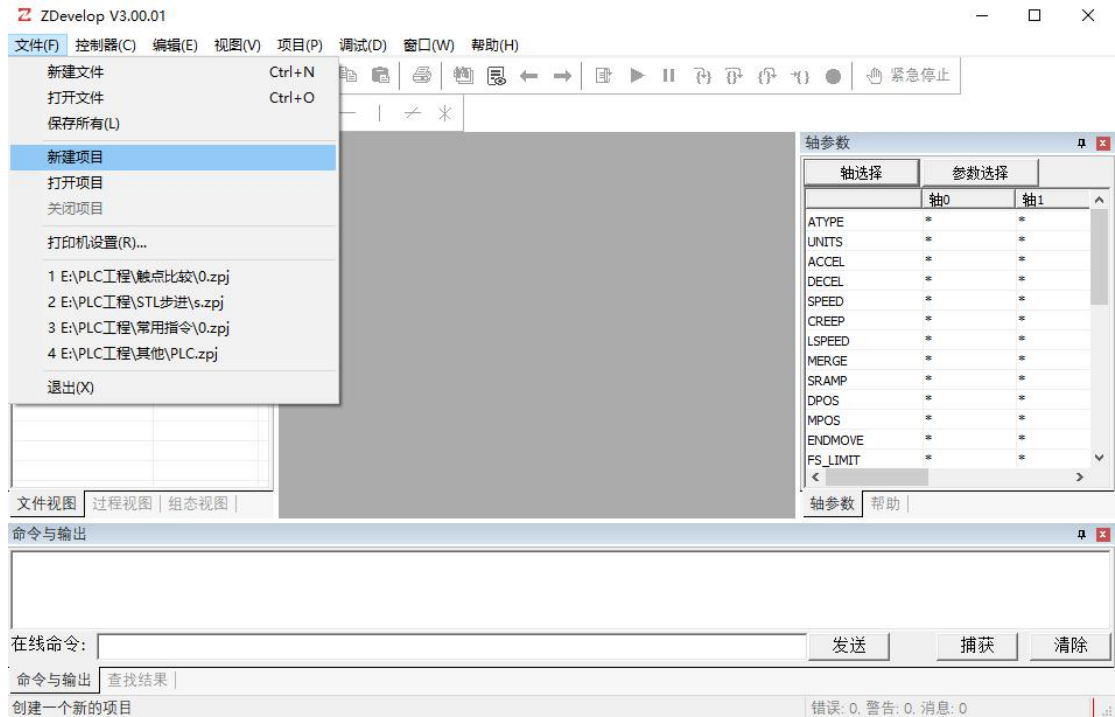 ZDevelop V3.00.01
文件(F) 控制器(C) 编辑(E) 视图(V) 项目(P) 调试(D) 窗口(W) 帮助(H)
新建文件 Ctrl+N
打开文件 Ctrl+O
保存所有(L)
新建项目
打开项目
关闭项目
打印机设置(R)...
1 E:\PLC工程\触点比较\0.zpj
2 E:\PLC工程\STL步进\s.zpj
3 E:\PLC工程\常用指令\0.zpj
4 E:\PLC工程\其他\PLC.zpj
退出(X)
紧急停止
文件视图 过程视图 组态视图
轴参数
轴选择 参数选择
轴0 轴1
ATYPE * *
UNITS * *
ACCEL * *
DECEL * *
SPEED * *
CREEP * *
LSPEED * *
MERGE * *
SRAMP * *
DPOS * *
MPOS * *
ENDMOVE * *
FS_LIMIT * *
轴参数 帮助
命令与输出
在线命令: 发送 捕获 清除
命令与输出 查找结果
创建一个新的项目 错误: 0, 警告: 0, 消息: 0